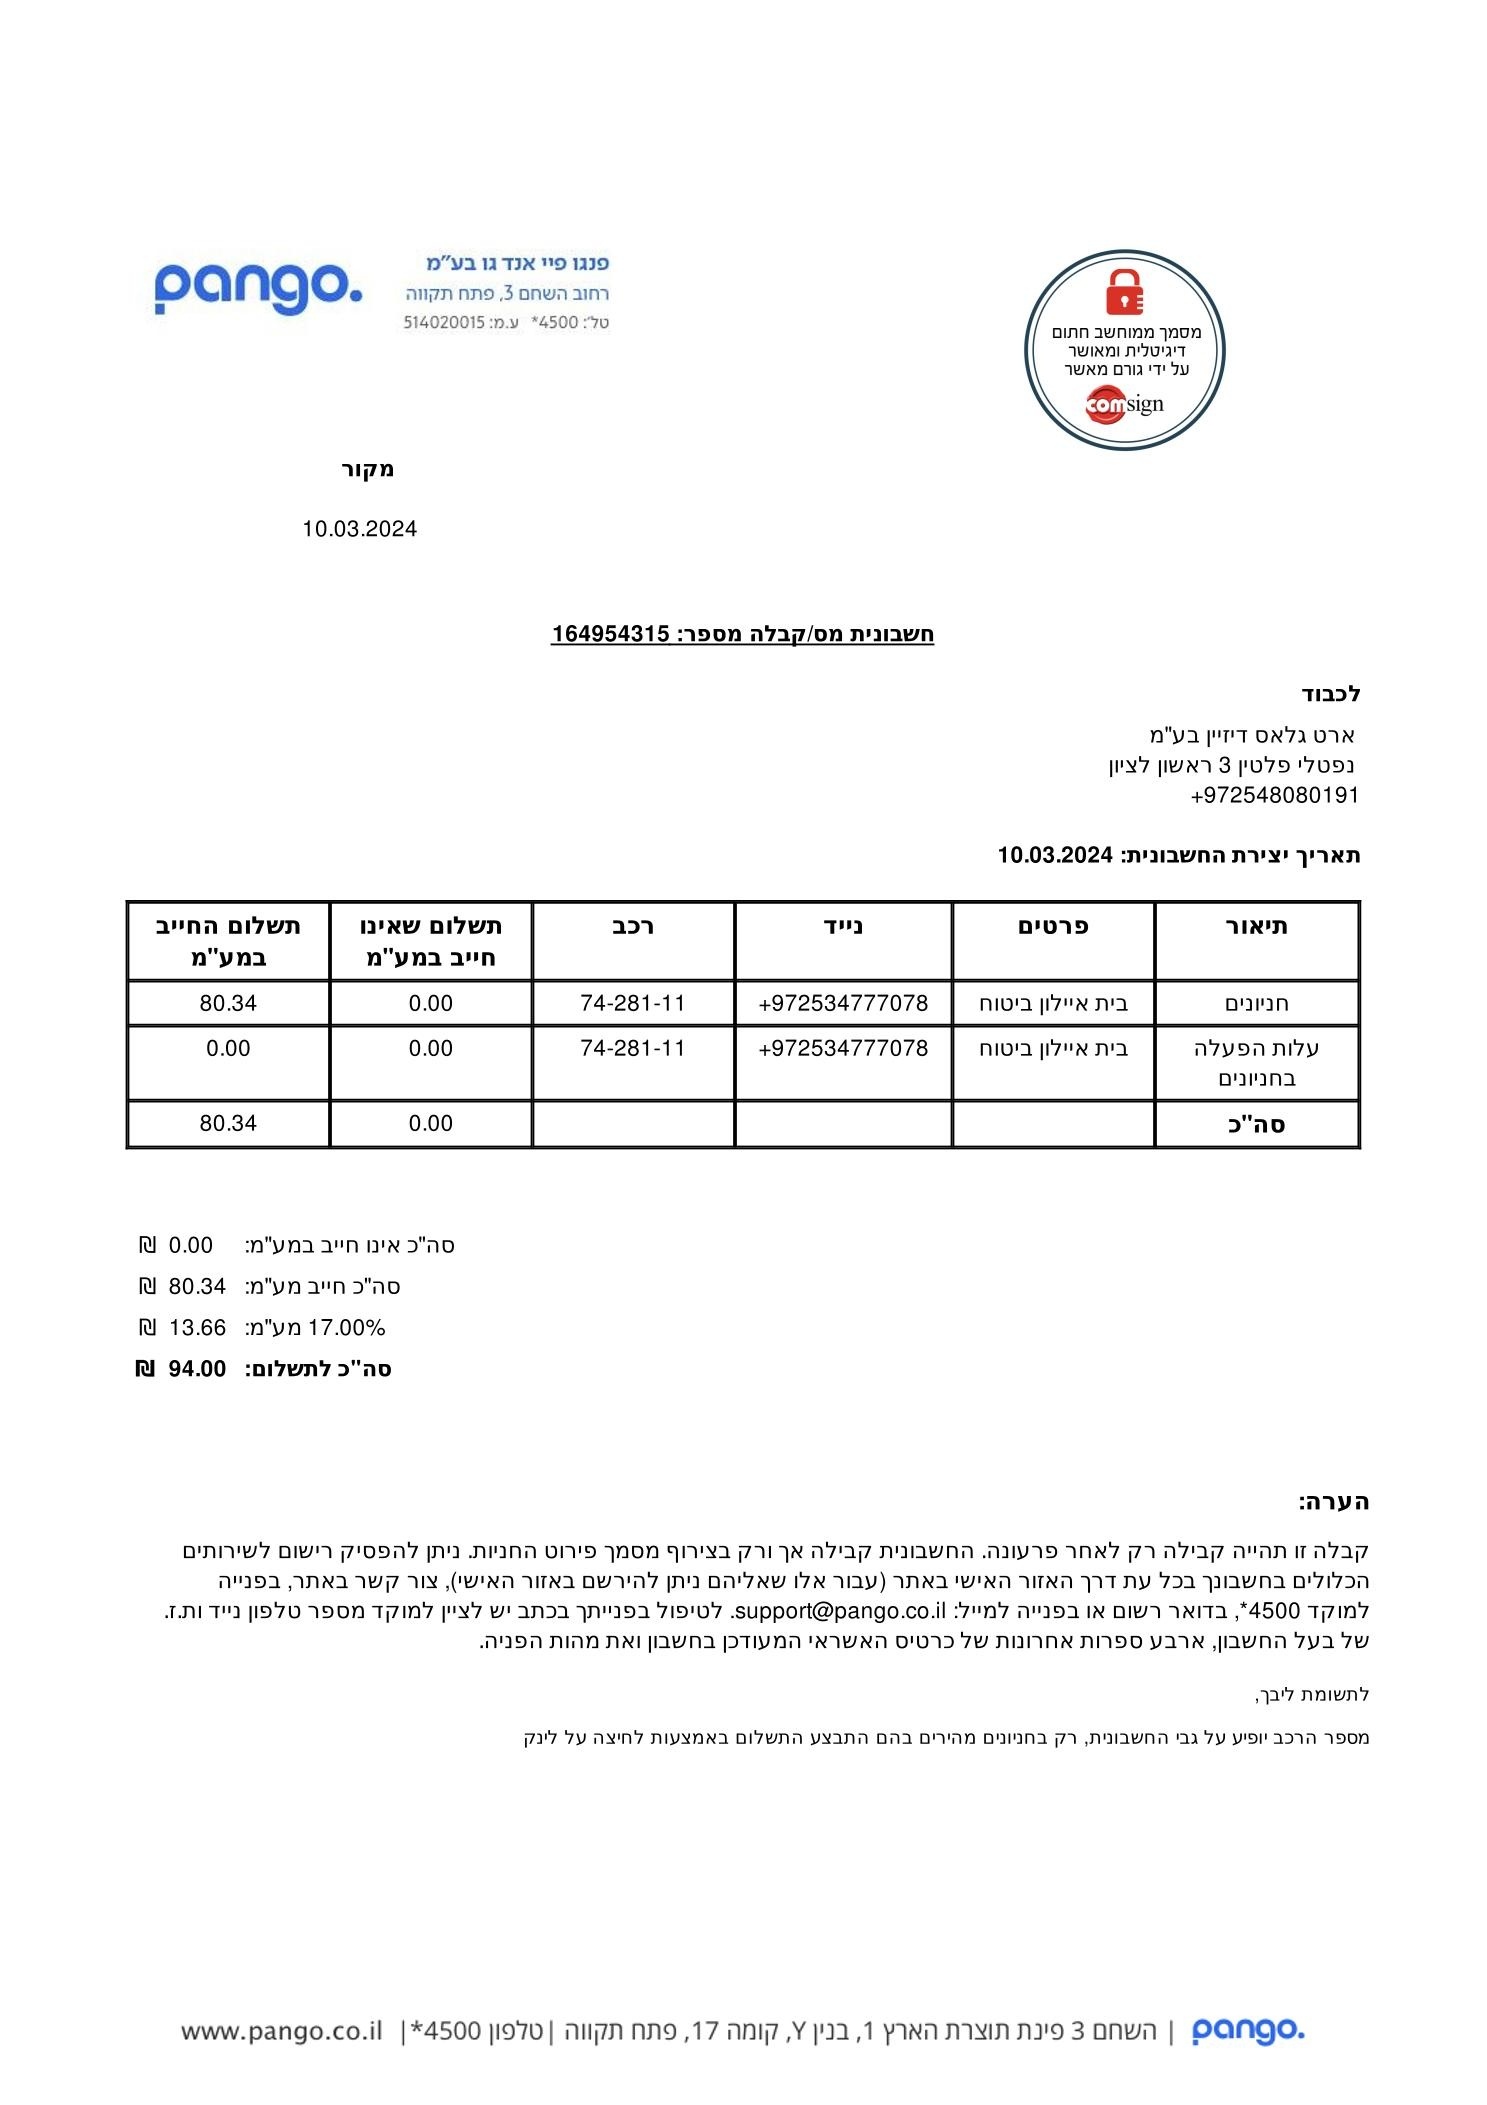 pango.
פנגו פיי אנד גו בע״מ
רחוב השחם 3, פתח תקווה
טל׳: 4500* ע.מ: 514020015
מסמך ממוחשב חתום
דיגיטלית ומאושר
על ידי גורם מאשר
comsign
מקור
10.03.2024
חשבונית מס/קבלה מספר: 164954315
לכבוד
ארט גלאס דיזיין בע"מ
נפטלי פלטין 3 ראשון לציון
+972548080191
תאריך יצירת החשבונית: 10.03.2024
תיאור פרטים נייד רכב תשלום שאינו חייב במע"מ תשלום החייב במע"מ
חניונים בית איילון ביטוח +972534777078 74-281-11 0.00 80.34
עלות הפעלה בחניונים בית איילון ביטוח +972534777078 74-281-11 0.00 0.00
סה"כ 0.00 80.34
סה"כ אינו חייב במע"מ: 0.00 ₪
סה"כ חייב מע"מ: 80.34 ₪
17.00% מע"מ: 13.66 ₪
סה"כ לתשלום: 94.00 ₪
הערה:
קבלה זו תהייה קבילה רק לאחר פרעונה. החשבונית קבילה אך ורק בצירוף מסמך פירוט החניות. ניתן להפסיק רישום לשירותים
הכלולים בחשבונך בכל עת דרך האזור האישי באתר (עבור אלו שאליהם ניתן להירשם באזור האישי), צור קשר באתר, בפנייה
למוקד 4500*, בדואר רשום או בפנייה למייל: support@pango.co.il. לטיפול בפנייתך בכתב יש לציין למוקד מספר טלפון נייד ות.ז.
של בעל החשבון, ארבע ספרות אחרונות של כרטיס האשראי המעודכן בחשבון ואת מהות הפניה.
לתשומת ליבך,
מספר הרכב יופיע על גבי החשבונית, רק בחניונים מהירים בהם התבצע התשלום באמצעות לחיצה על לינק
pango. | השחם 3 פינת תוצרת הארץ 1, בנין Y, קומה 17, פתח תקווה | טלפון 4500* | www.pango.co.il